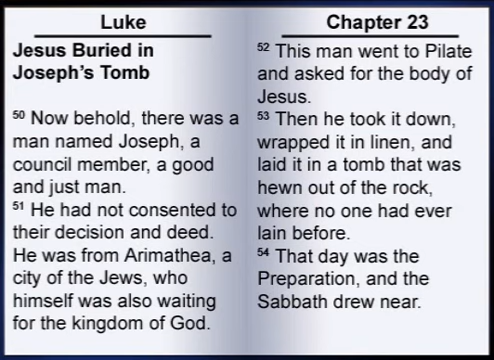 Luke
Jesus Buried in
Joseph's Tomb
50 Now behold, there was a
man named Joseph, a
council member, a good
and just man.
51 He had not consented to
their decision and deed.
He was from Arimathea, a
city of the Jews, who
himself was also waiting
for the kingdom of God.
Chapter 23
52 This man went to Pilate
and asked for the body of
Jesus.
53 Then he took it down,
wrapped it in linen, and
laid it in a tomb that was
hewn out of the rock,
where no one had ever
lain before.
54 That day was the
Preparation, and the
Sabbath drew near.